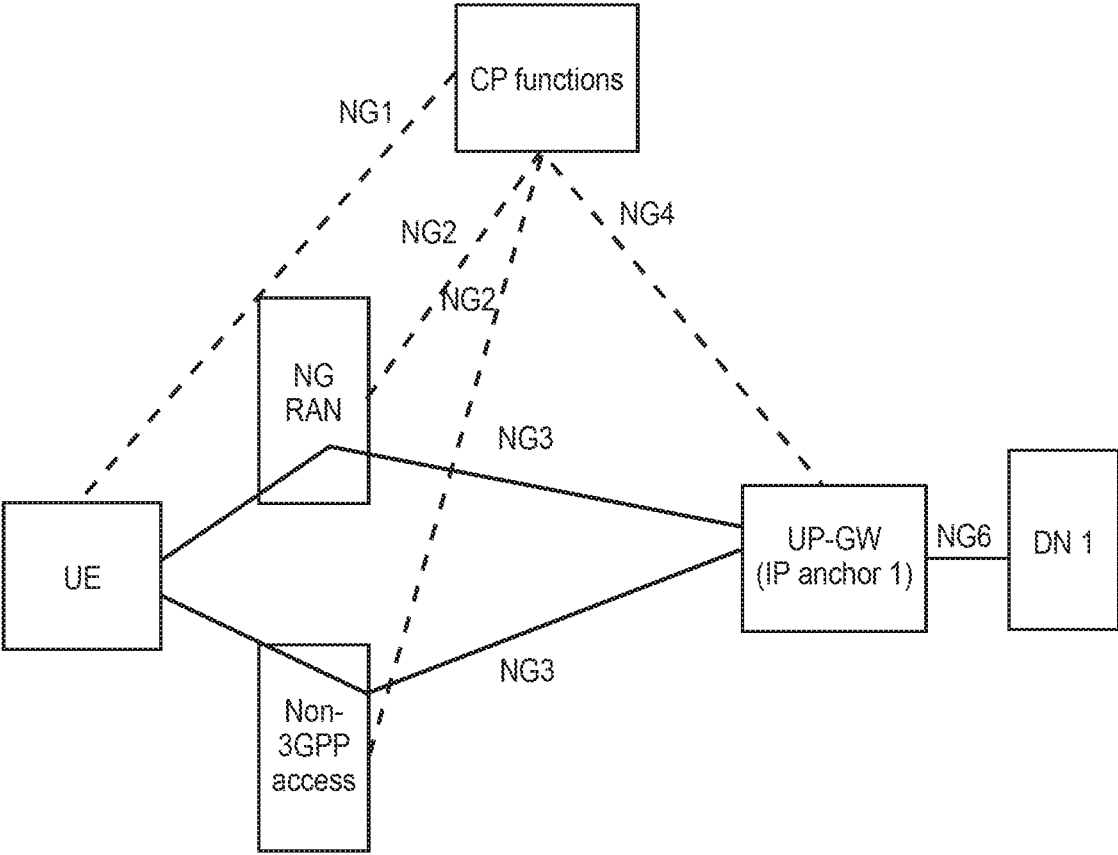 CP functions
NG1
NG2
NG4
NG2
NG
RAN
NG3
UP-GW
(IP anchor 1)
NG6
DN 1
UE
NG3
Non-
3GPP
access